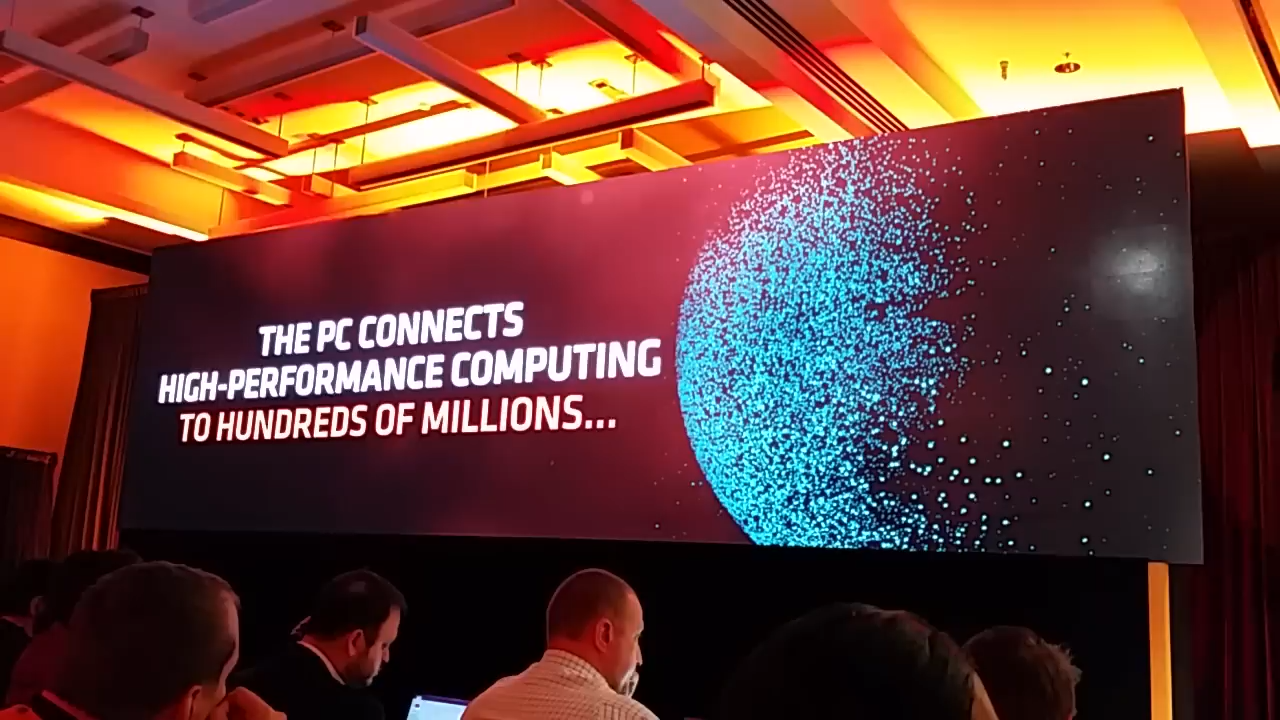 THE PC CONNECTS
HIGH-PERFORMANCE COMPUTING
TO HUNDREDS OF MILLIONS...